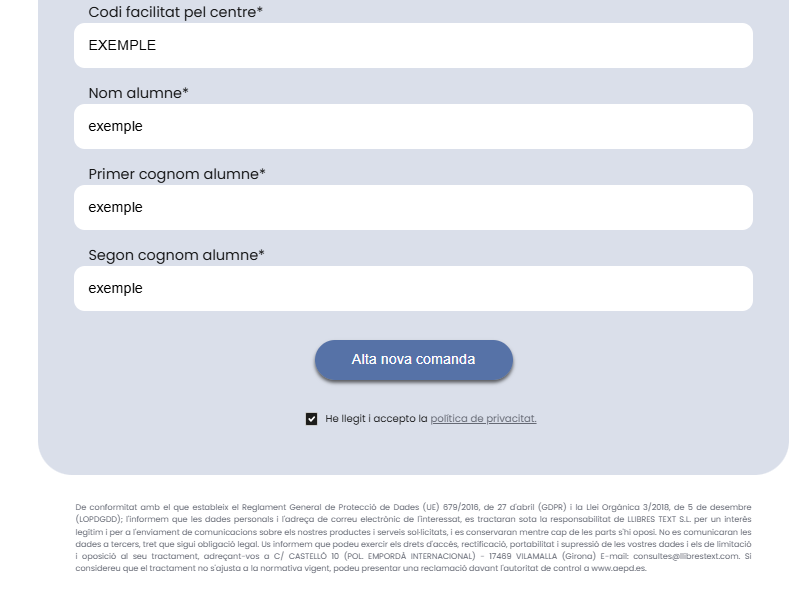 Codi facilitat pel centre*
EXEMPLE
Nom alumne*
exemple
Primer cognom alumne*
exemple
Segon cognom alumne*
exemple
Alta nova comanda
He llegit i accepto la política de privacitat.
De conformitat amb el que estableix el Reglament General de Protecció de Dades (UE) 679/2016, de 27 d'abril (GDPR) i la Llei Orgànica 3/2018, de 5 de desembre
(LOPDGDD); l'informem que les dades personals i l'adreça de correu electrònic de l'interessat, es tractaran sota la responsabilitat de LLIBRES TEXT S.L. per un interès
legítim i per a l'enviament de comunicacions sobre els nostres productes i serveis sol·licitats, i es conservaran mentre cap de les parts s'hi oposi. No es comunicaran les
dades a tercers, tret que sigui obligació legal. Us informem que podeu exercir els drets d'accés, rectificació, portabilitat i supressió de les vostres dades i els de limitació
i oposició al seu tractament, adreçant-vos a C/ CASTELLÓ 10 (POL. EMPORDÀ INTERNACIONAL) - 17469 VILAMALLA (Girona) E-mail: consultes@llibrestext.com. Si
considereu que el tractament no s'ajusta a la normativa vigent, podeu presentar una reclamació davant l'autoritat de control a www.aepd.es.